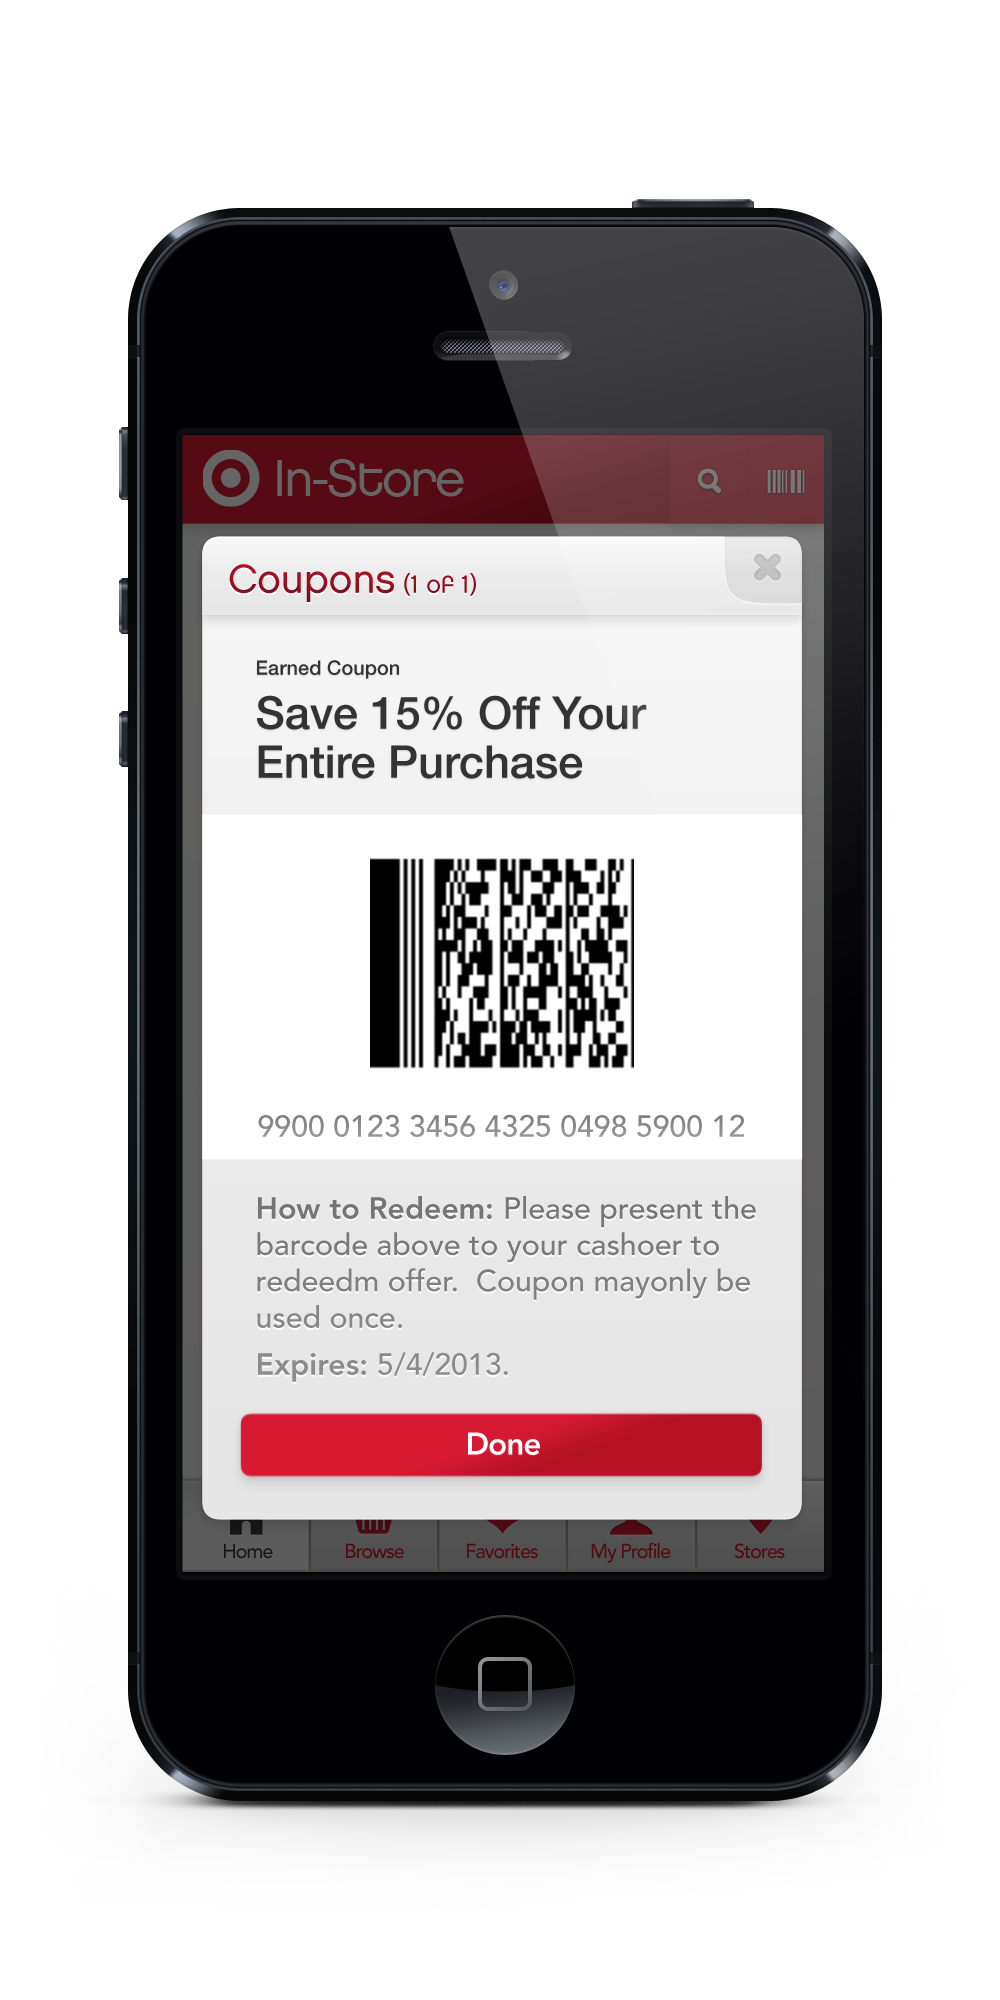 In-Store
Coupons (1 of 1)
Earned Coupon
Save 15% Off Your
Entire Purchase
9900 0123 3456 4325 0498 5900 12
How to Redeem: Please present the
barcode above to your cashoer to
redeedm offer.  Coupon mayonly be
used once.
Expires: 5/4/2013.
Done
Home Browse Favorites My Profile Stores